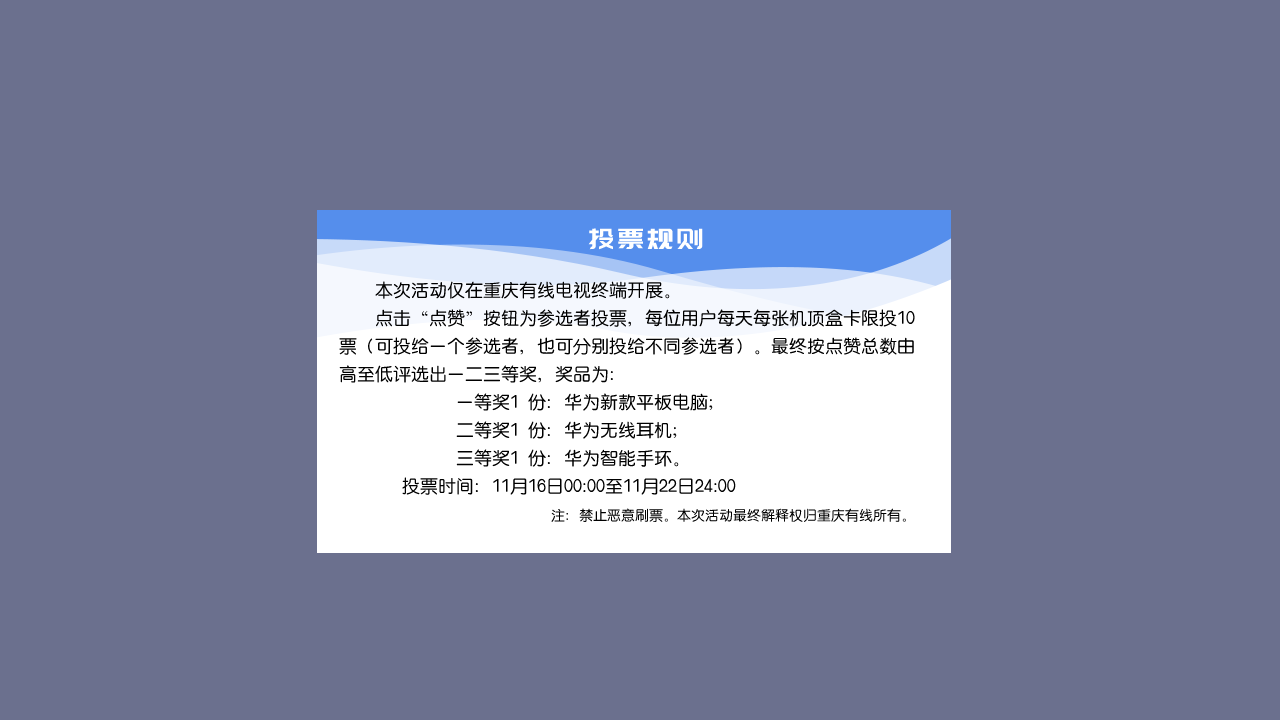 投票规则
本次活动仅在重庆有线电视终端开展。
点击“点赞”按钮为参选者投票，每位用户每天每张机顶盒卡限投10
票（可投给一个参选者，也可分别投给不同参选者）。最终按点赞总数由
高至低评选出一二三等奖，奖品为:
一等奖1 份：华为新款平板电脑;
二等奖1 份：华为无线耳机;
三等奖1 份：华为智能手环。
投票时间：11月16日00:00至11月22日24:00
注：禁止恶意刷票。本次活动最终解释权归重庆有线所有。